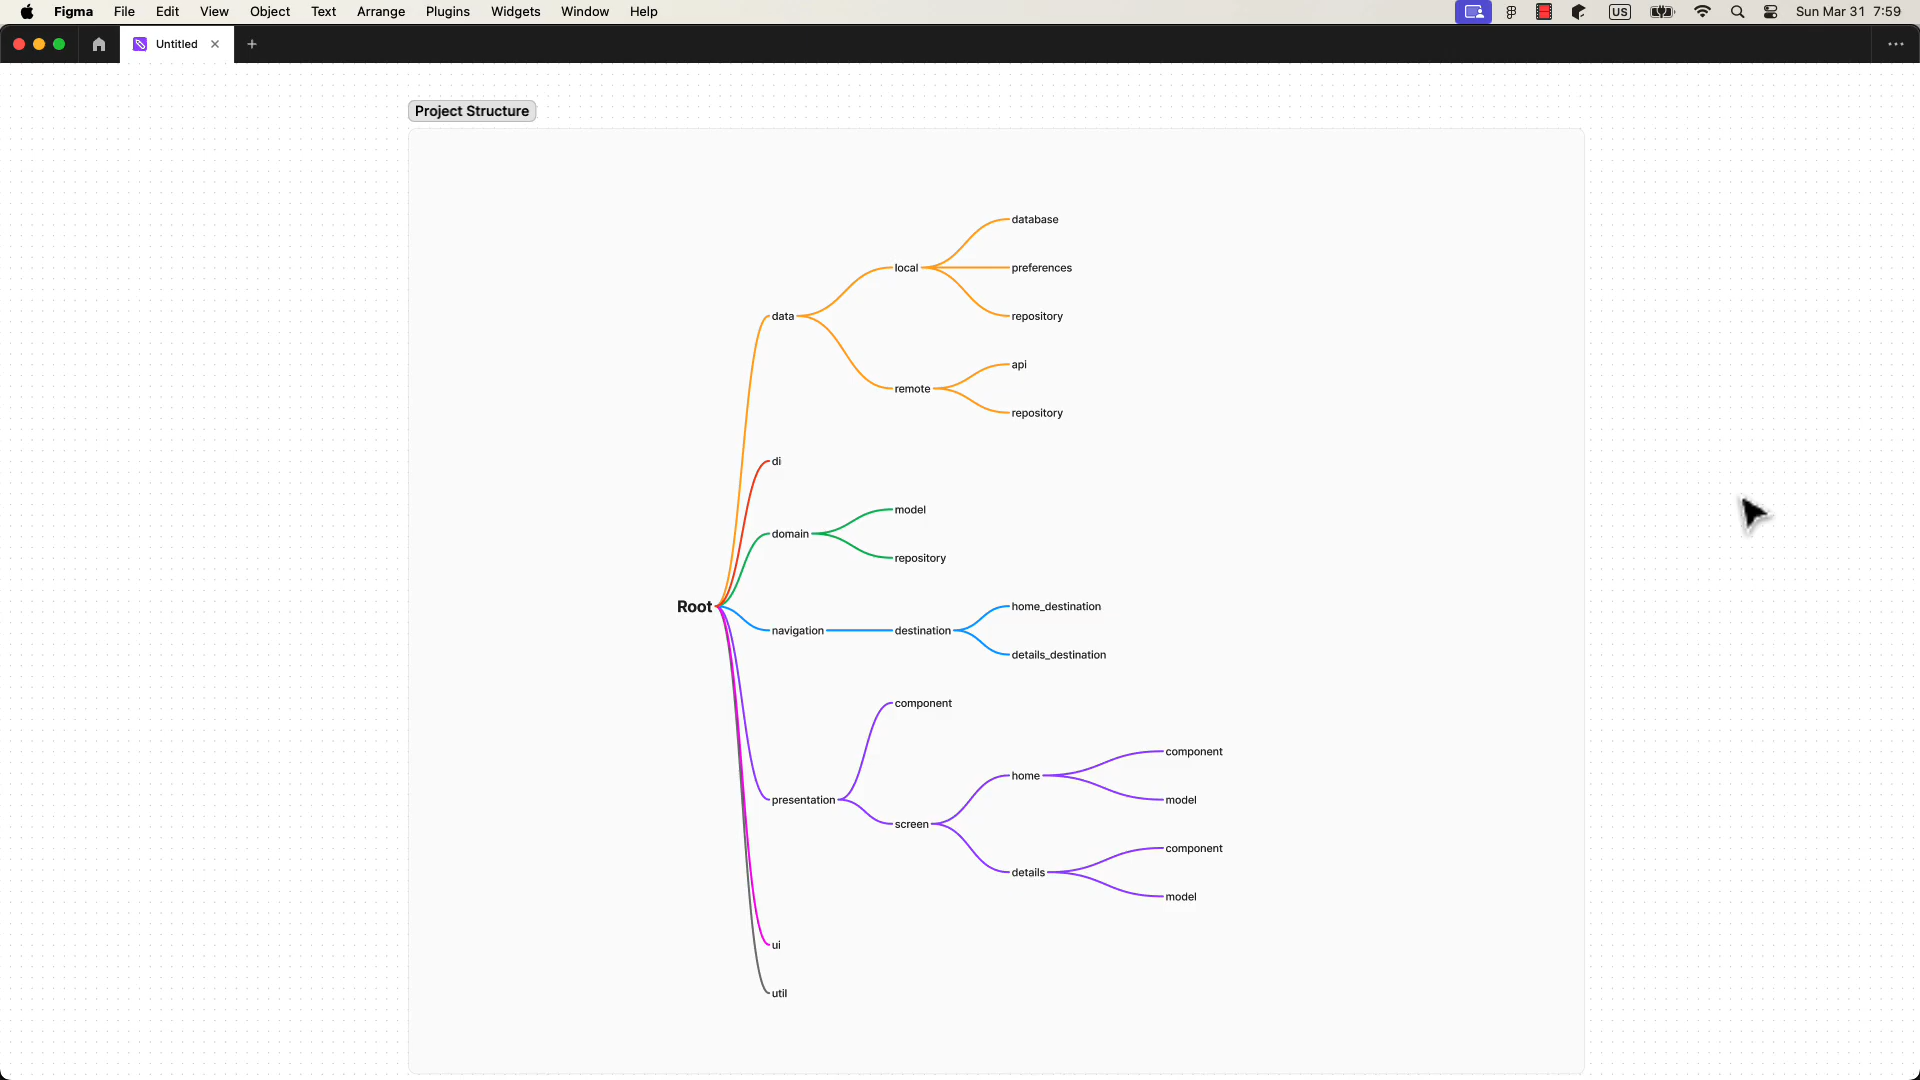 Figma File Edit View Object Text Arrange Plugins Widgets Window Help US Sun Mar 31 7:59
Untitled
Project Structure
database
local preferences
data repository
api
remote
repository
di
model
domain
repository
Root home_destination
navigation destination
details_destination
component
component
home
presentation model
screen
component
details
model
ui
util